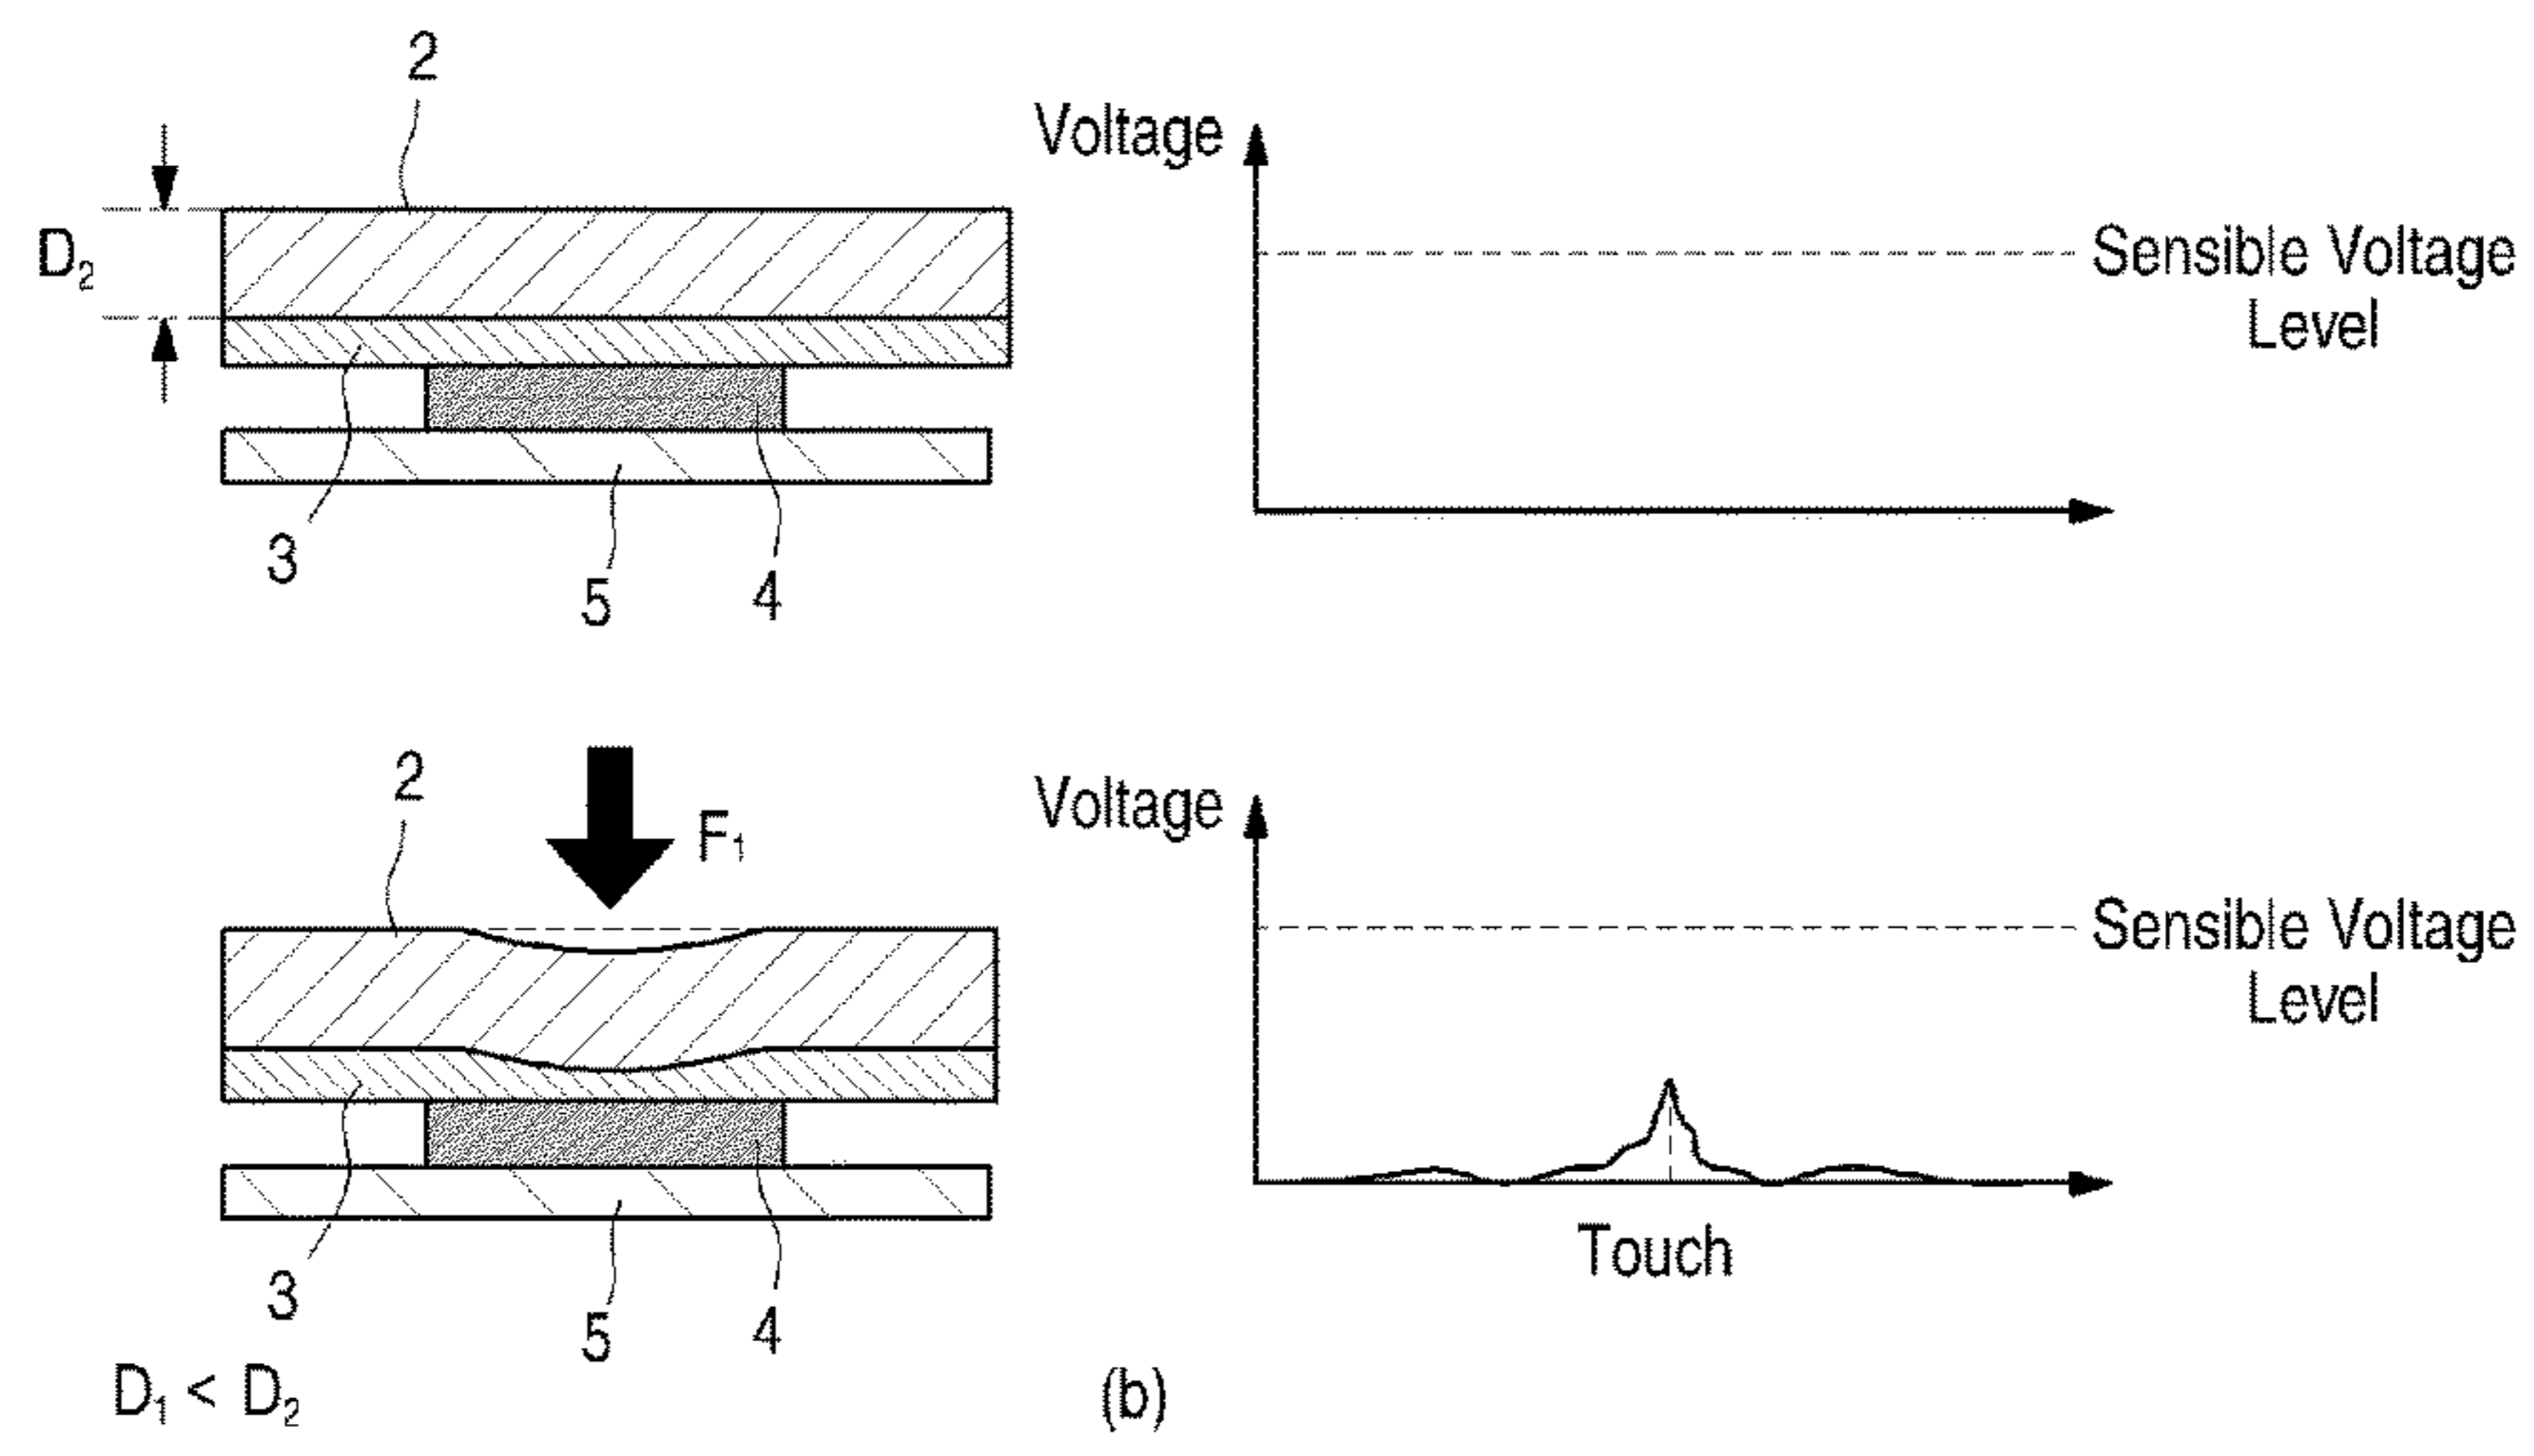 2
Voltage
D₂
Sensible Voltage
Level
3
5
4
2
F₁
Voltage
Sensible Voltage
Level
3
5
4
Touch
D₁ < D₂
(b)